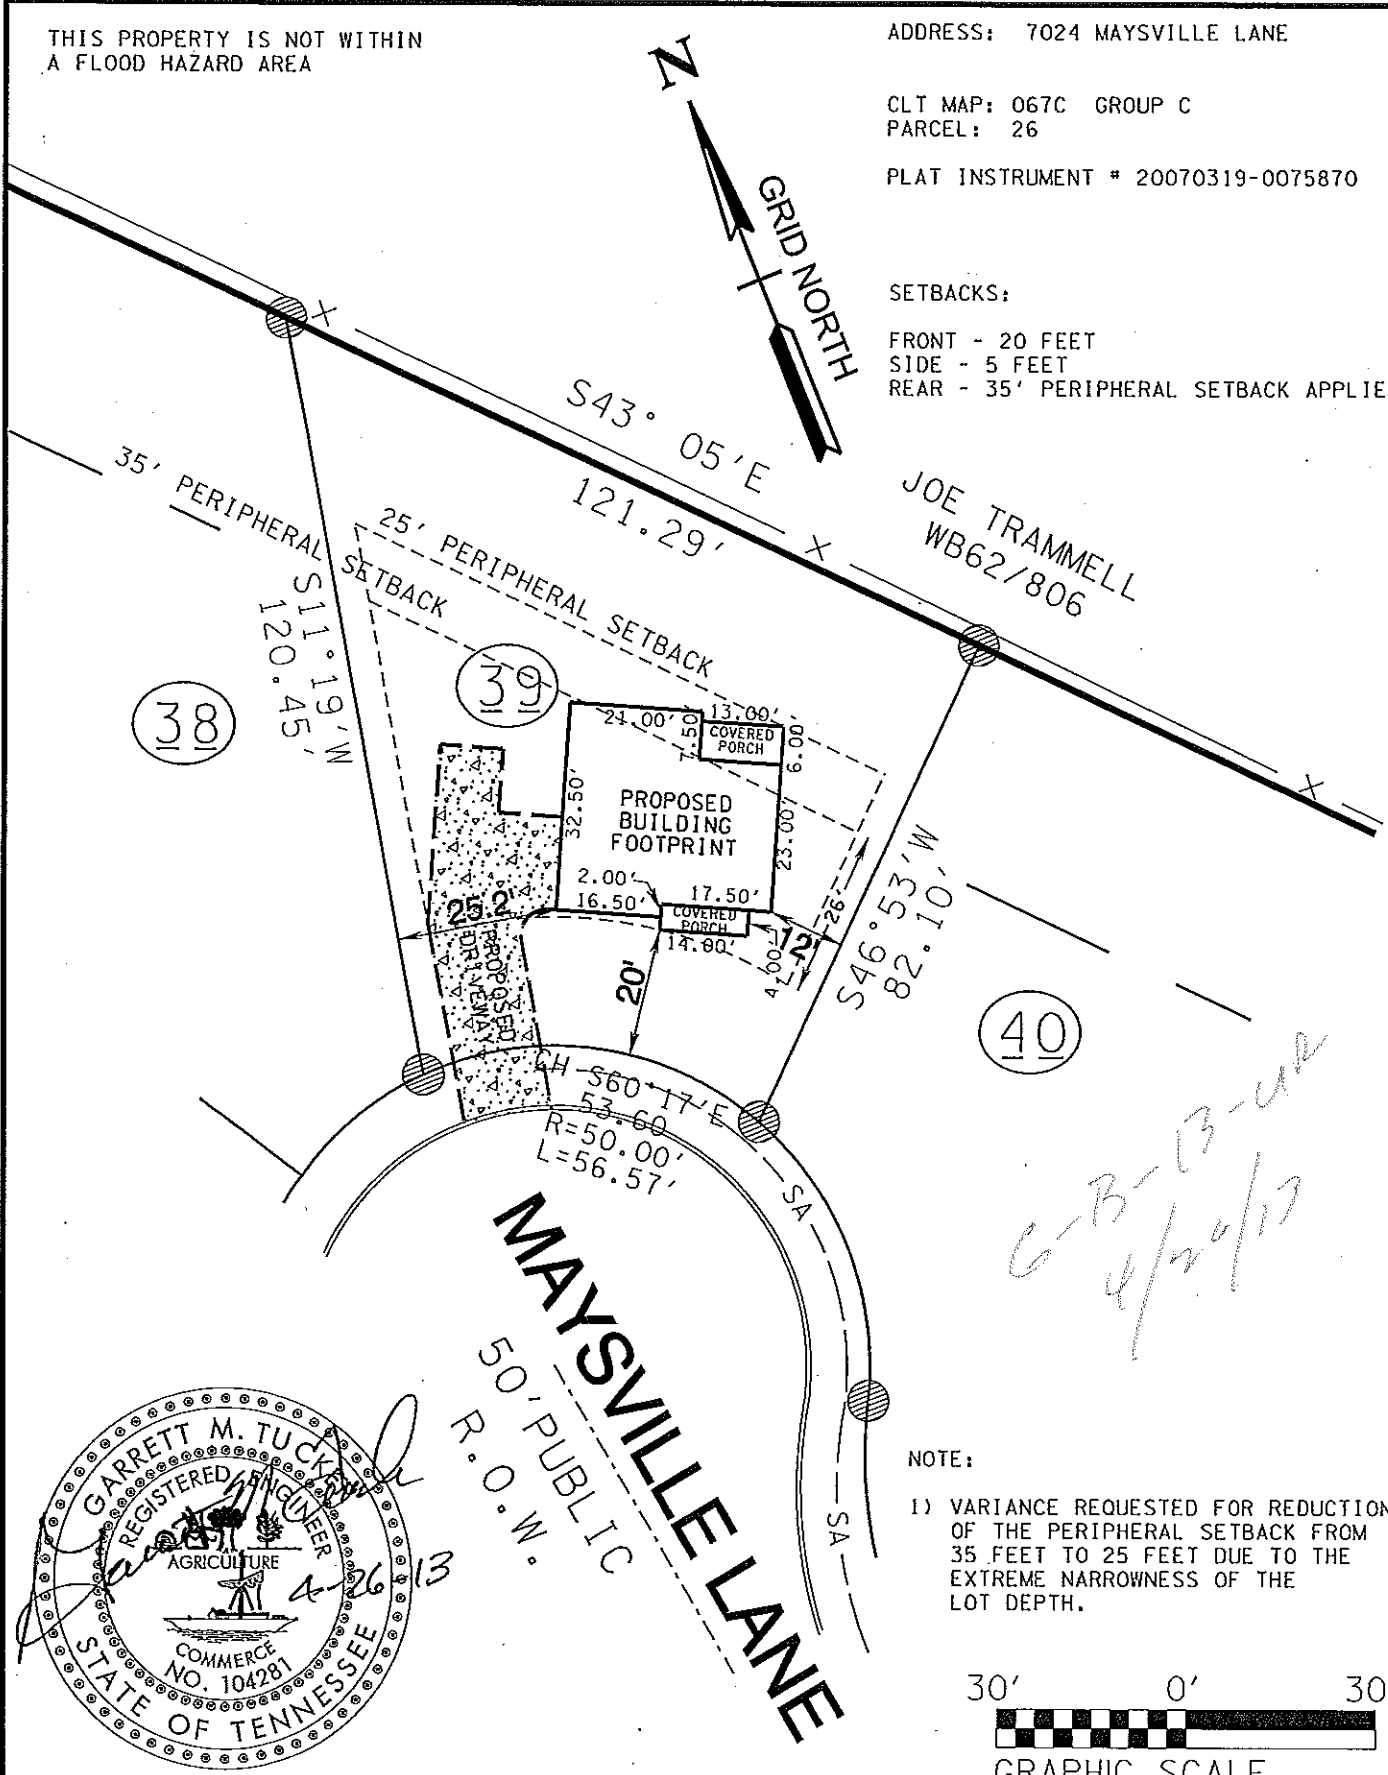 THIS PROPERTY IS NOT WITHIN
A FLOOD HAZARD AREA
ADDRESS: 7024 MAYSVILLE LANE
CLT MAP: 067C GROUP C
PARCEL: 26
PLAT INSTRUMENT # 20070319-0075870
N
GRID NORTH
SETBACKS:
FRONT - 20 FEET
SIDE - 5 FEET
REAR - 35' PERIPHERAL SETBACK APPLIE
S43° 05'E
121.29'
JOE TRAMMELL
WB62/806
35' PERIPHERAL SETBACK
25' PERIPHERAL SETBACK
S11°19'W
120.45'
38
39
21.00'
13.00'
7.50'
COVERED
PORCH
6.00'
32.50'
PROPOSED
BUILDING
FOOTPRINT
23.00'
2.00'
16.50'
17.50'
COVERED
PORCH
14.00'
4.00'
25.2'
12'
26'
20'
PROPOSED
DRIVEWAY
S46°53'W
82.10'
40
CH S60°17'E
53.60
R=50.00'
L=56.57'
SA
SA
MAYSVILLE LANE
50' PUBLIC
R.O.W.
GARRETT M. TUCKER
REGISTERED ENGINEER
AGRICULTURE
COMMERCE
NO. 104281
STATE OF TENNESSEE
4-26-13
6-B-13-UR
NOTE:
1) VARIANCE REQUESTED FOR REDUCTION
OF THE PERIPHERAL SETBACK FROM
35 FEET TO 25 FEET DUE TO THE
EXTREME NARROWNESS OF THE
LOT DEPTH.
30' 0' 30
GRAPHIC SCALE